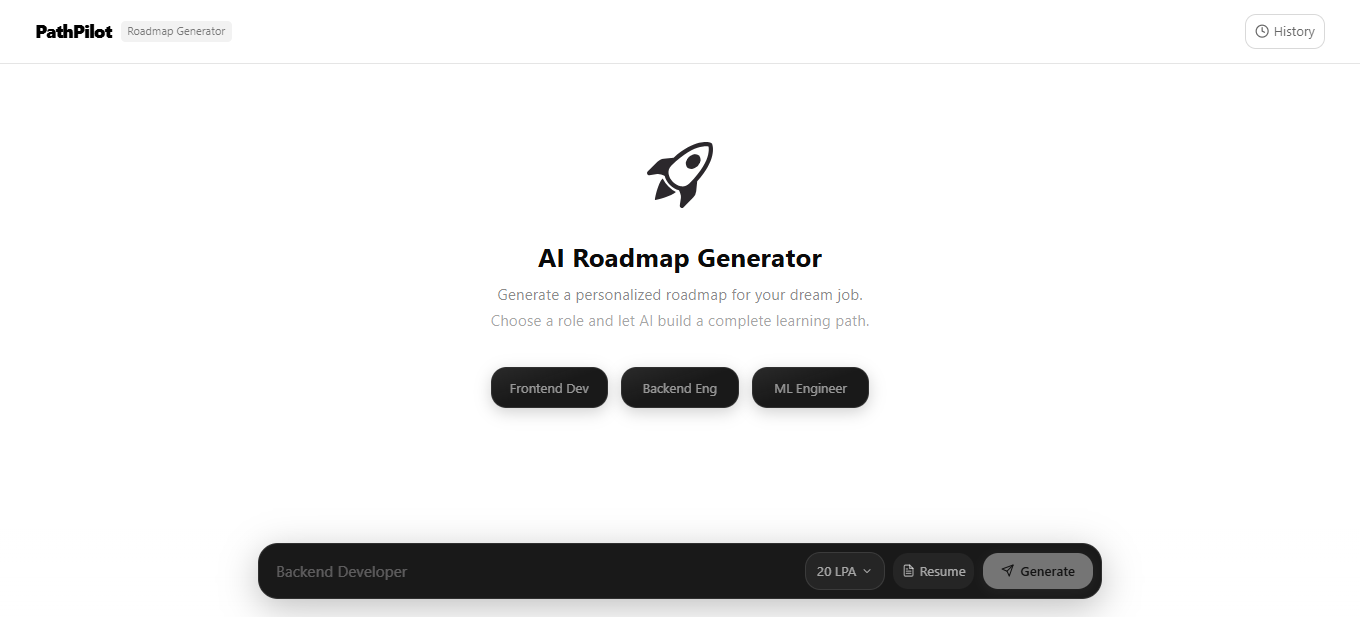 PathPilot Roadmap Generator History
AI Roadmap Generator
Generate a personalized roadmap for your dream job.
Choose a role and let AI build a complete learning path.
Frontend Dev Backend Eng ML Engineer
Backend Developer 20 LPA Resume Generate